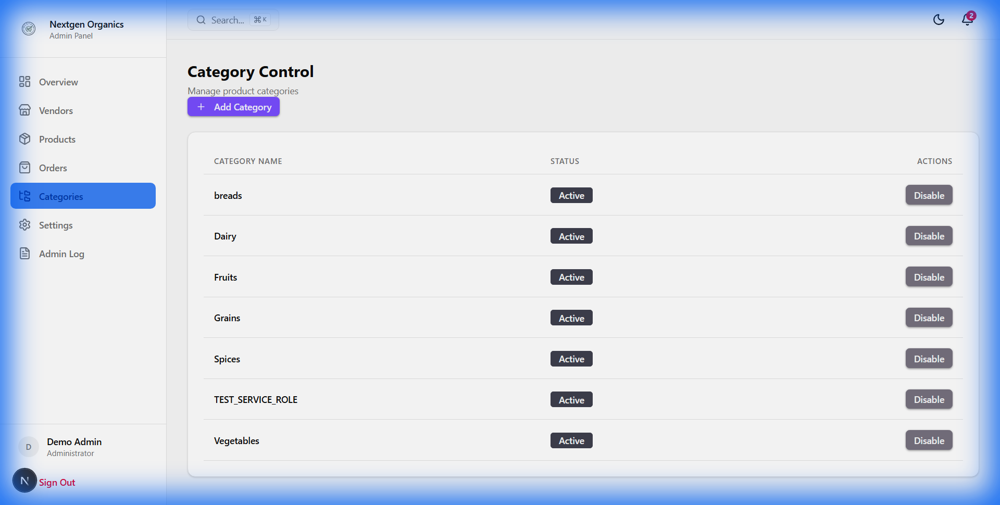 Nextgen Organics
Admin Panel
Search... ⌘ K
2
Overview
Vendors
Products
Orders
Categories
Settings
Admin Log
Category Control
Manage product categories
+ Add Category
CATEGORY NAME STATUS ACTIONS
breads Active Disable
Dairy Active Disable
Fruits Active Disable
Grains Active Disable
Spices Active Disable
TEST_SERVICE_ROLE Active Disable
Vegetables Active Disable
D
Demo Admin
Administrator
N
Sign Out